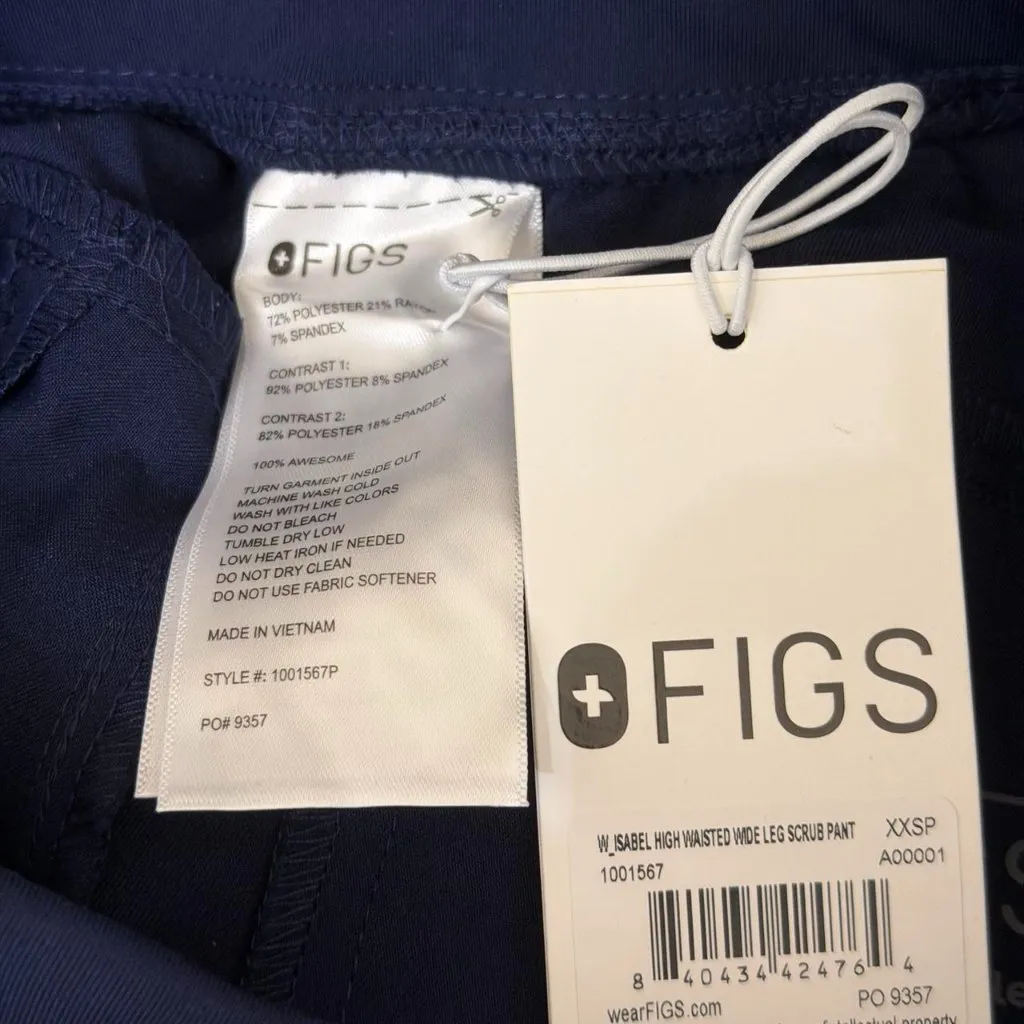 FIGS
BODY:
72% POLYESTER 21%
7% SPANDEX
CONTRAST 1:
92% POLYESTER 8% SPANDEX
CONTRAST 2:
82% POLYESTER 18% SPANDEX
100% AWESOME
TURN GARMENT INSIDE OUT
MACHINE WASH COLD
WASH WITH LIKE COLORS
DO NOT BLEACH
TUMBLE DRY LOW
LOW HEAT IRON IF NEEDED
DO NOT DRY CLEAN
DO NOT USE FABRIC SOFTENER
MADE IN VIETNAM
STYLE #: 1001567P
PO# 9357
FIGS
W_ISABEL HIGH WAISTED WIDE LEG SCRUB PANT XXSP
1001567 A00001
8 40434 42476 4
wearFIGS.com PO 9357
intellectual property